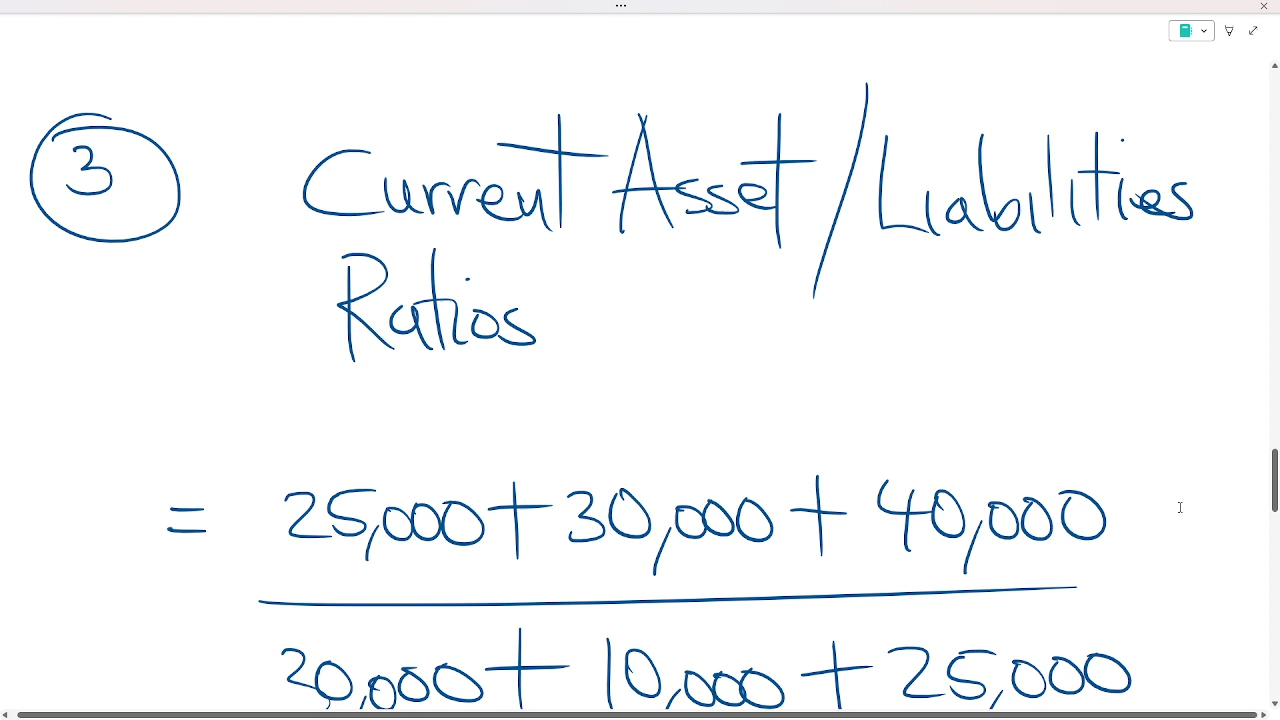 3 Current Asset/Liabilities
Ratios
= 25,000 + 30,000 + 40,000
20,000 + 10,000 + 25,000